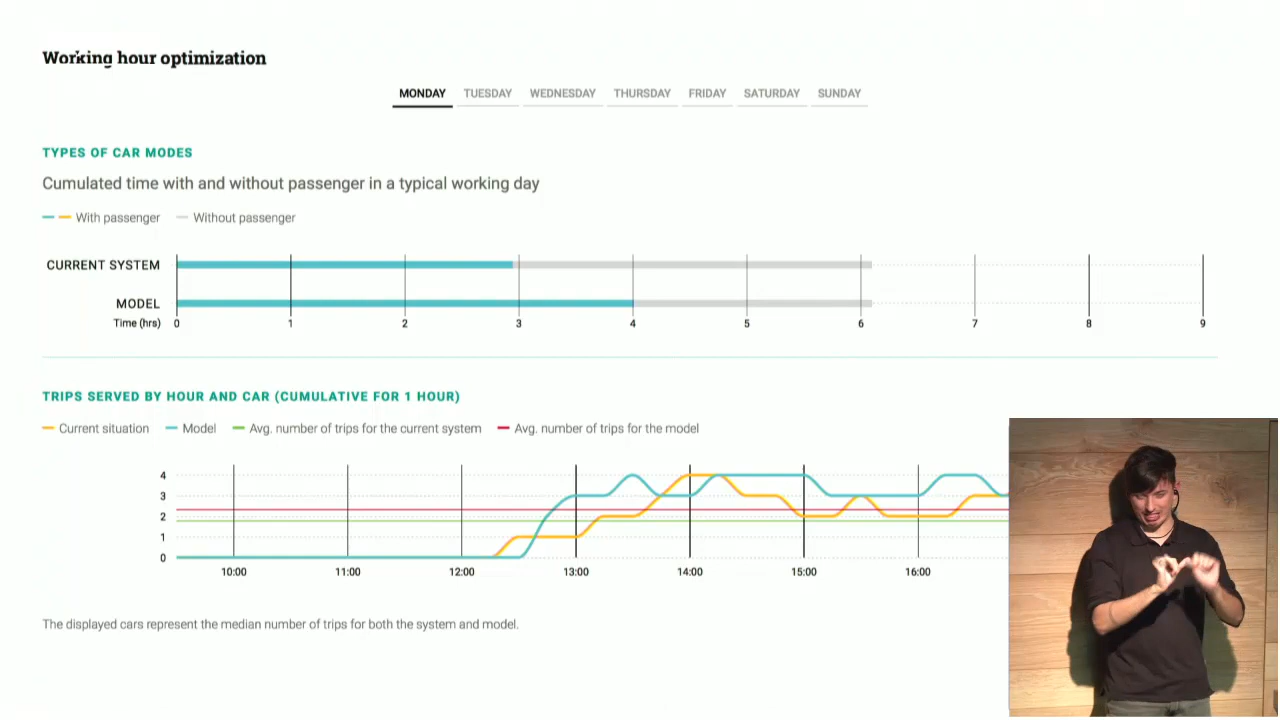 Working hour optimization
MONDAY TUESDAY WEDNESDAY THURSDAY FRIDAY SATURDAY SUNDAY
TYPES OF CAR MODES
Cumulated time with and without passenger in a typical working day
With passenger Without passenger
CURRENT SYSTEM
MODEL
Time (hrs) 0 1 2 3 4 5 6 7 8 9
TRIPS SERVED BY HOUR AND CAR (CUMULATIVE FOR 1 HOUR)
Current situation Model Avg. number of trips for the current system Avg. number of trips for the model
4
3
2
1
0
10:00 11:00 12:00 13:00 14:00 15:00 16:00
The displayed cars represent the median number of trips for both the system and model.